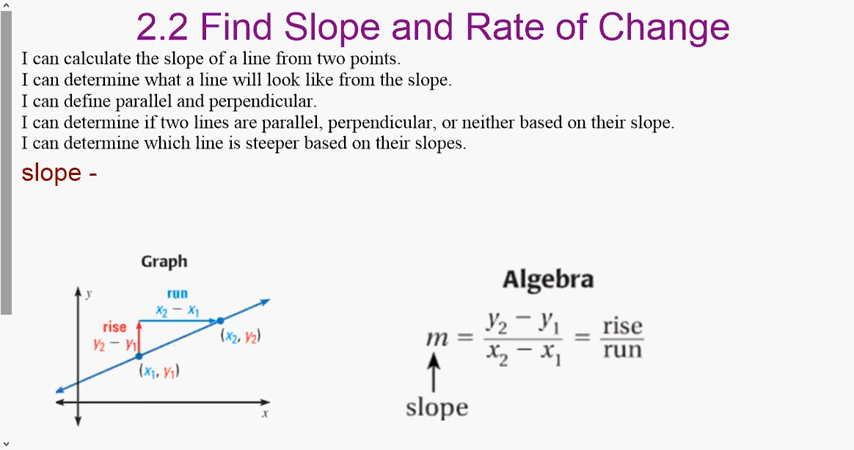 2.2 Find Slope and Rate of Change
I can calculate the slope of a line from two points.
I can determine what a line will look like from the slope.
I can define parallel and perpendicular.
I can determine if two lines are parallel, perpendicular, or neither based on their slope.
I can determine which line is steeper based on their slopes.
slope -
Graph
y
run
x₂ − x₁
rise
y₂ − y₁
(x₂, y₂)
(x₁, y₁)
x
Algebra
m = (y₂ − y₁)/(x₂ − x₁) = rise/run
slope